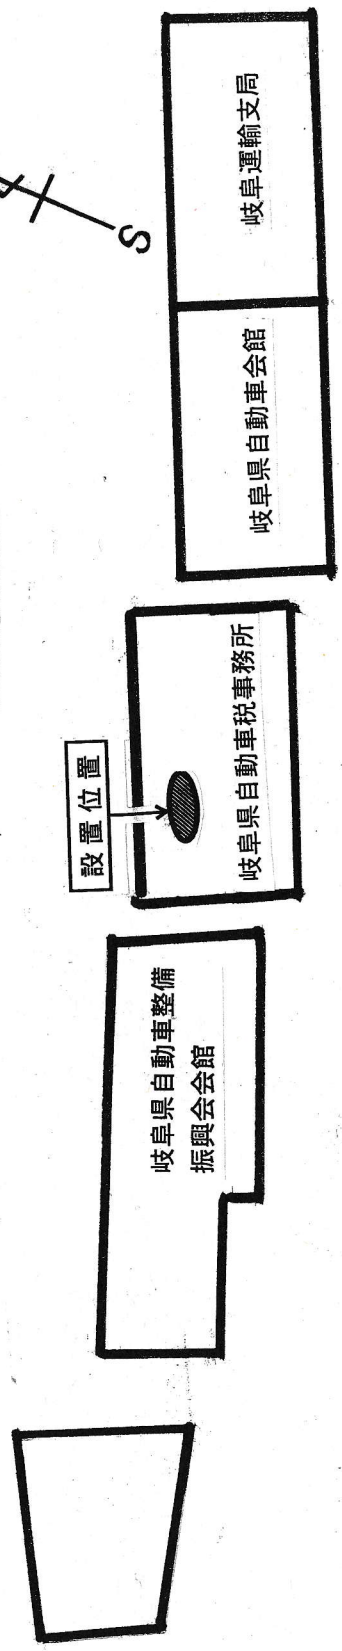 S
設置位置
岐阜県自動車整備
振興会会館
岐阜県自動車税事務所
岐阜県自動車会館
岐阜運輸支局